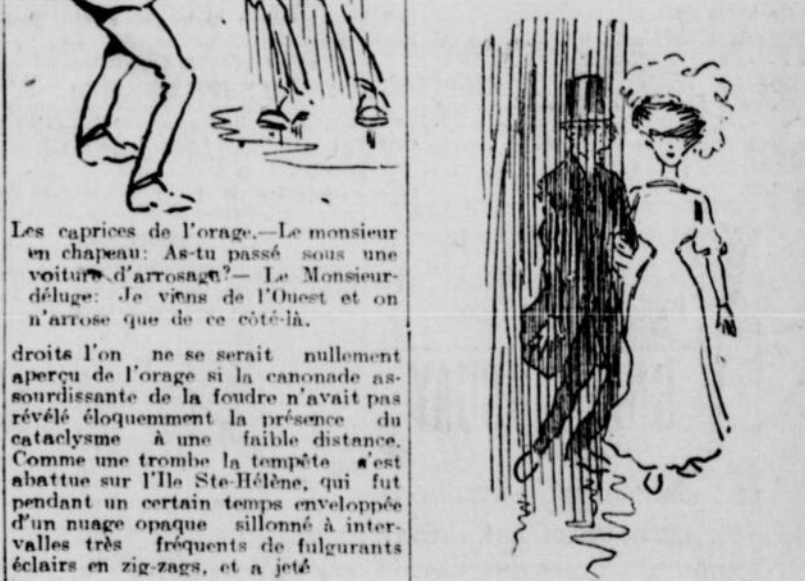 Les caprices de l'orage.—Le monsieur
en chapeau: As-tu passé sous une
voiture d'arrosage?— Le Monsieur-
déluge: Je viens de l'Ouest et on
n'arrose que de ce côté-là.
droits l'on ne se serait nullement
aperçu de l'orage si la canonade as-
sourdissante de la foudre n'avait pas
révélé éloquemment la présence du
cataclysme à une faible distance.
Comme une trombe la tempête s'est
abattue sur l'Ile Ste-Hélène, qui fut
pendant un certain temps enveloppée
d'un nuage opaque sillonné à inter-
valles très fréquents de fulgurants
éclairs en zig-zags, et a jeté